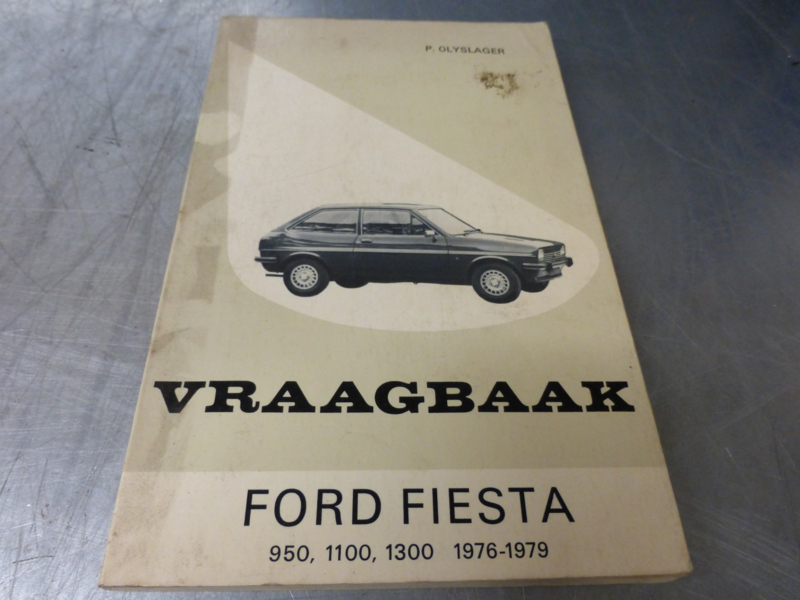 P. OLYSLAGER
VRAAGBAAK
FORD FIESTA
950, 1100, 1300 1976-1979